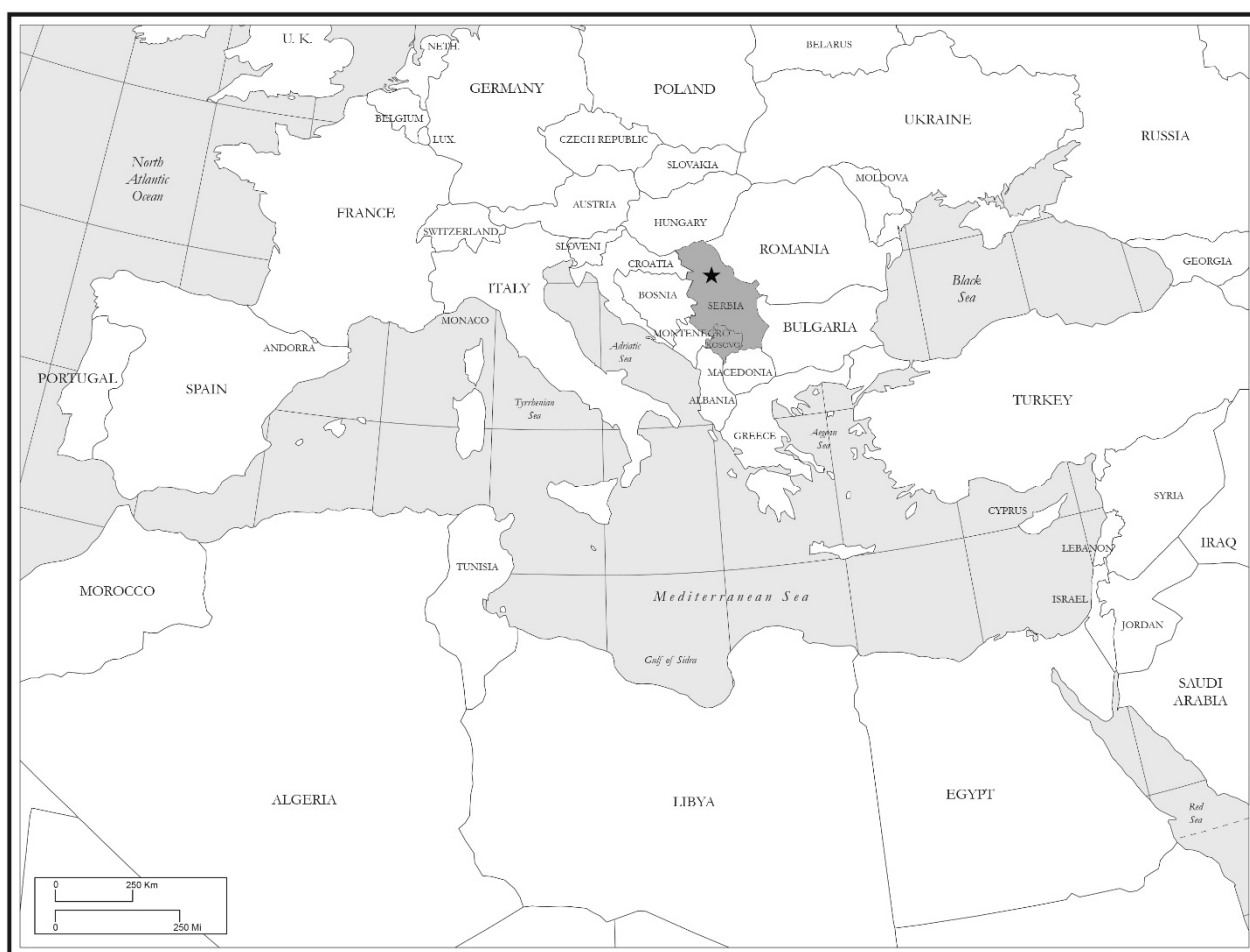 U. K.
NETH.
BELARUS
GERMANY
POLAND
BELGIUM
UKRAINE
LUX.
CZECH REPUBLIC
RUSSIA
North
Atlantic
Ocean
SLOVAKIA
MOLDOVA
AUSTRIA
FRANCE
HUNGARY
SWITZERLAND
SLOVENI
ROMANIA
CROATIA
GEORGIA
ITALY
BOSNIA
Black
Sea
SERBIA
MONACO
BULGARIA
MONTENEGRO
KOSOVO
ANDORRA
Adriatic
Sea
MACEDONIA
PORTUGAL
SPAIN
ALBANIA
TURKEY
Tyrrhenian
Sea
GREECE
Aegean
Sea
SYRIA
CYPRUS
LEBANON
IRAQ
TUNISIA
MOROCCO
Mediterranean Sea
ISRAEL
JORDAN
Gulf of Sidra
SAUDI
ARABIA
ALGERIA
LIBYA
EGYPT
Red
Sea
0 250 Km
0 250 Mi